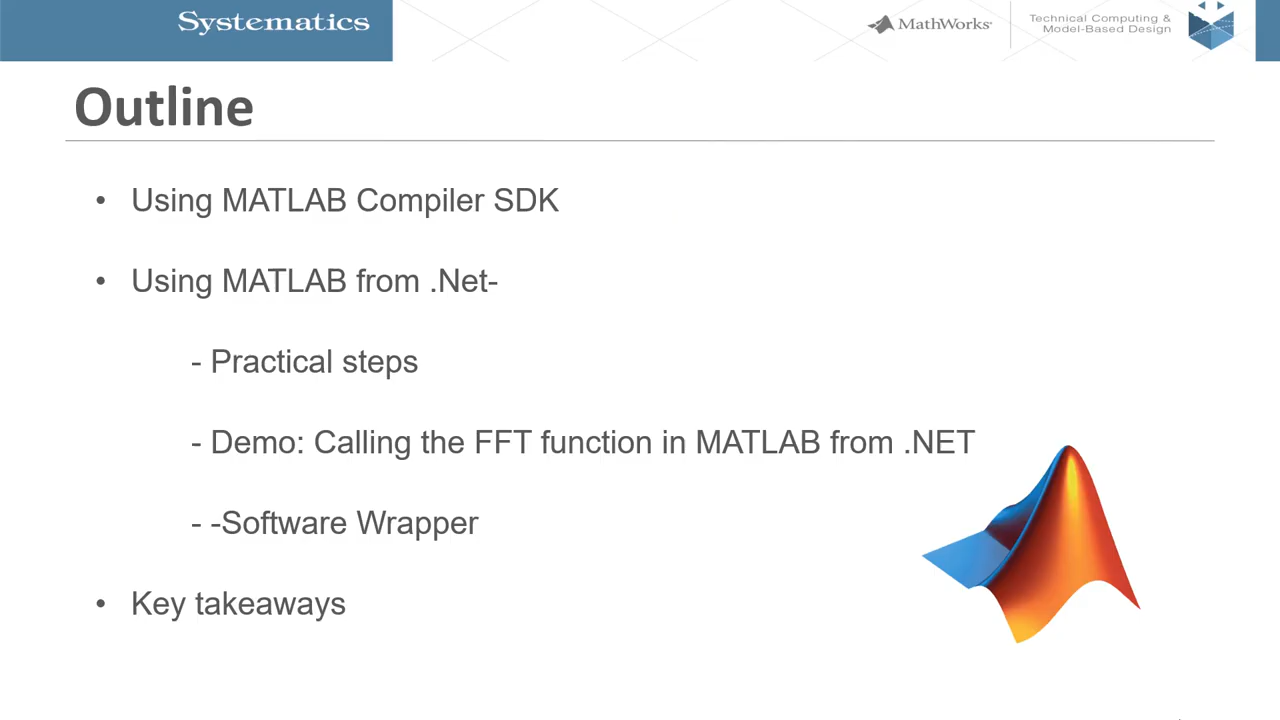 Systematics
MathWorks
Technical Computing &
Model-Based Design
Outline
• Using MATLAB Compiler SDK
• Using MATLAB from .Net-
- Practical steps
- Demo: Calling the FFT function in MATLAB from .NET
- -Software Wrapper
• Key takeaways